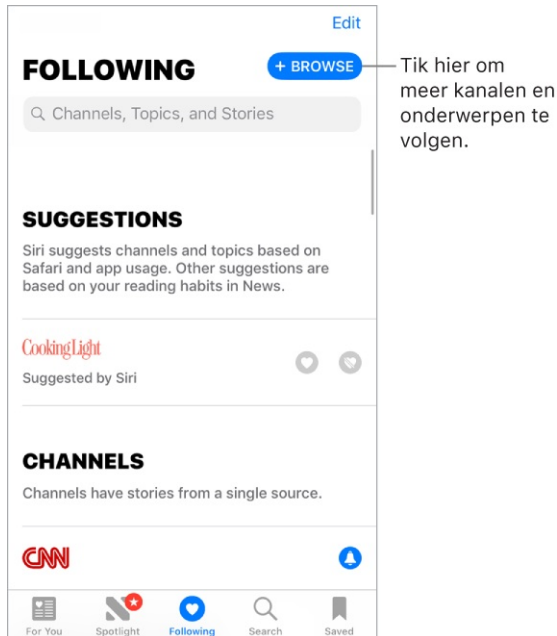 Edit
FOLLOWING
+ BROWSE
Tik hier om
meer kanalen en
onderwerpen te
volgen.
Channels, Topics, and Stories
SUGGESTIONS
Siri suggests channels and topics based on
Safari and app usage. Other suggestions are
based on your reading habits in News.
CookingLight
Suggested by Siri
CHANNELS
Channels have stories from a single source.
CNN
For You Spotlight Following Search Saved